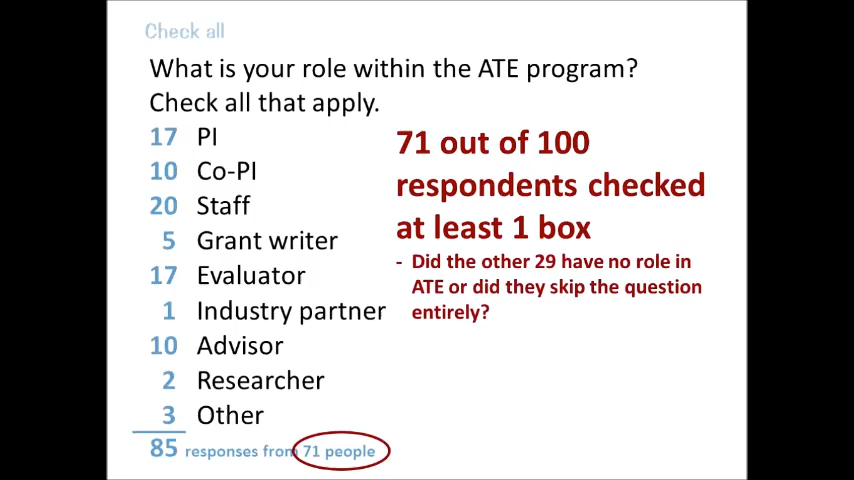 Check all
What is your role within the ATE program?
Check all that apply.
17 PI
10 Co-PI
20 Staff
5 Grant writer
17 Evaluator
1 Industry partner
10 Advisor
2 Researcher
3 Other
85 responses from 71 people
71 out of 100
respondents checked
at least 1 box
- Did the other 29 have no role in
ATE or did they skip the question
entirely?